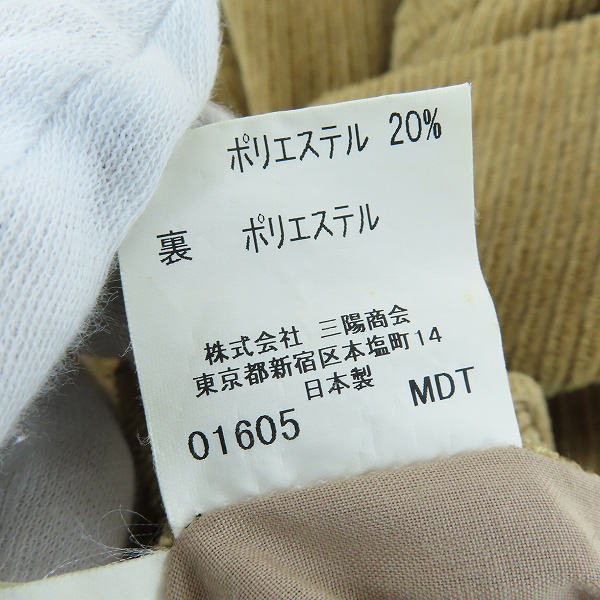 ポリエステル 20%
裏 ポリエステル
株式会社 三陽商会
東京都新宿区本塩町14
日本製 MDT
01605